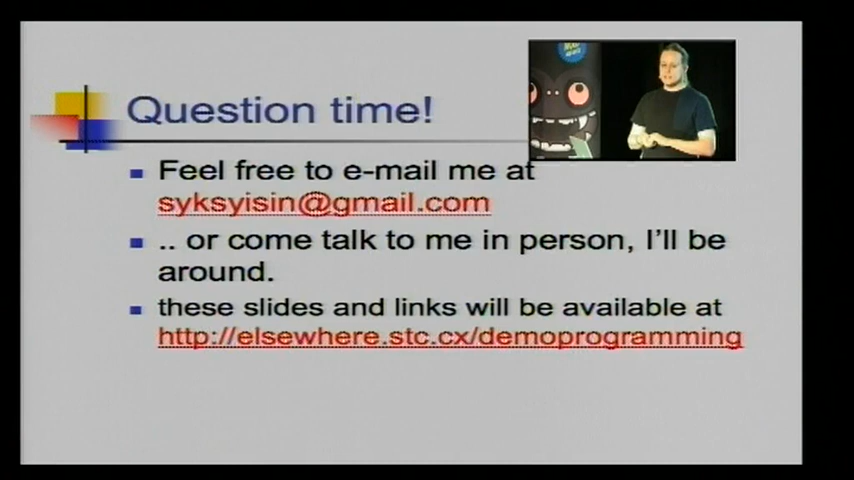 Question time!
Feel free to e-mail me at
syksyisin@gmail.com
.. or come talk to me in person, I'll be
around.
these slides and links will be available at
http://elsewhere.stc.cx/demoprogramming